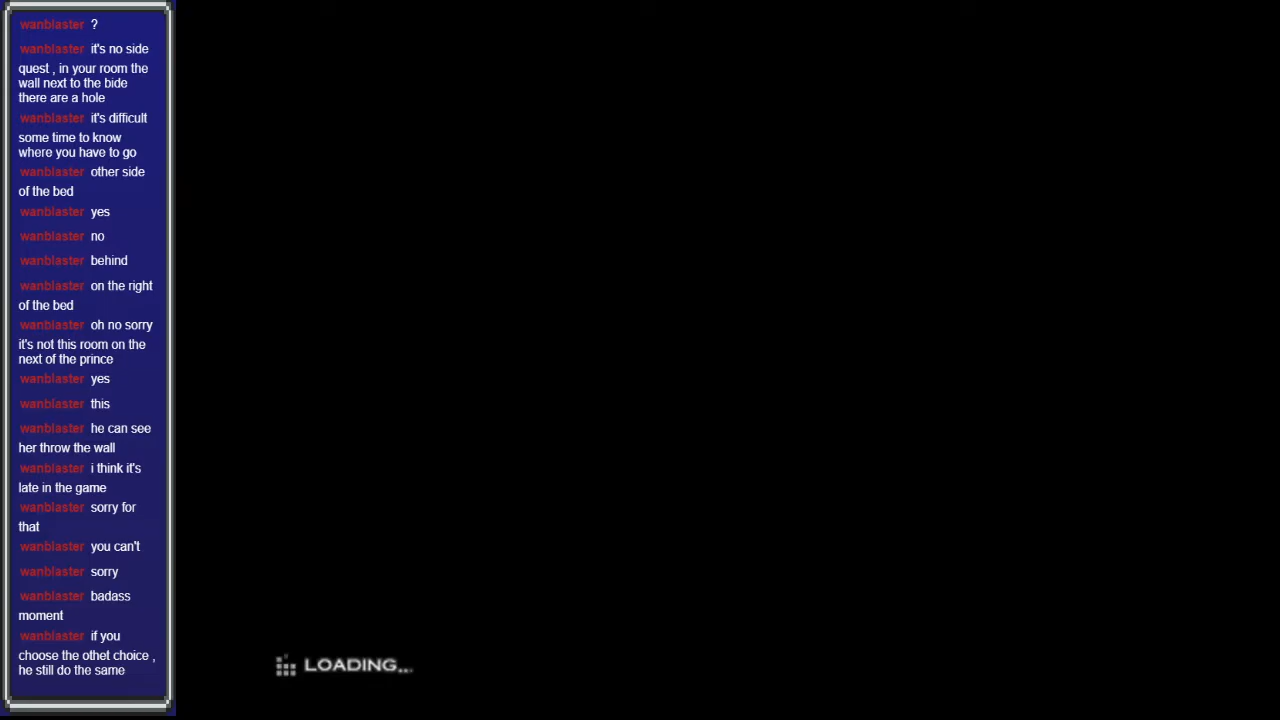 wanblaster ?
wanblaster it's no side
quest , in your room the
wall next to the bide
there are a hole
wanblaster it's difficult
some time to know
where you have to go
wanblaster other side
of the bed
wanblaster yes
wanblaster no
wanblaster behind
wanblaster on the right
of the bed
wanblaster oh no sorry
it's not this room on the
next of the prince
wanblaster yes
wanblaster this
wanblaster he can see
her throw the wall
wanblaster i think it's
late in the game
wanblaster sorry for
that
wanblaster you can't
wanblaster sorry
wanblaster badass
moment
wanblaster if you
choose the othet choice ,
he still do the same
LOADING...